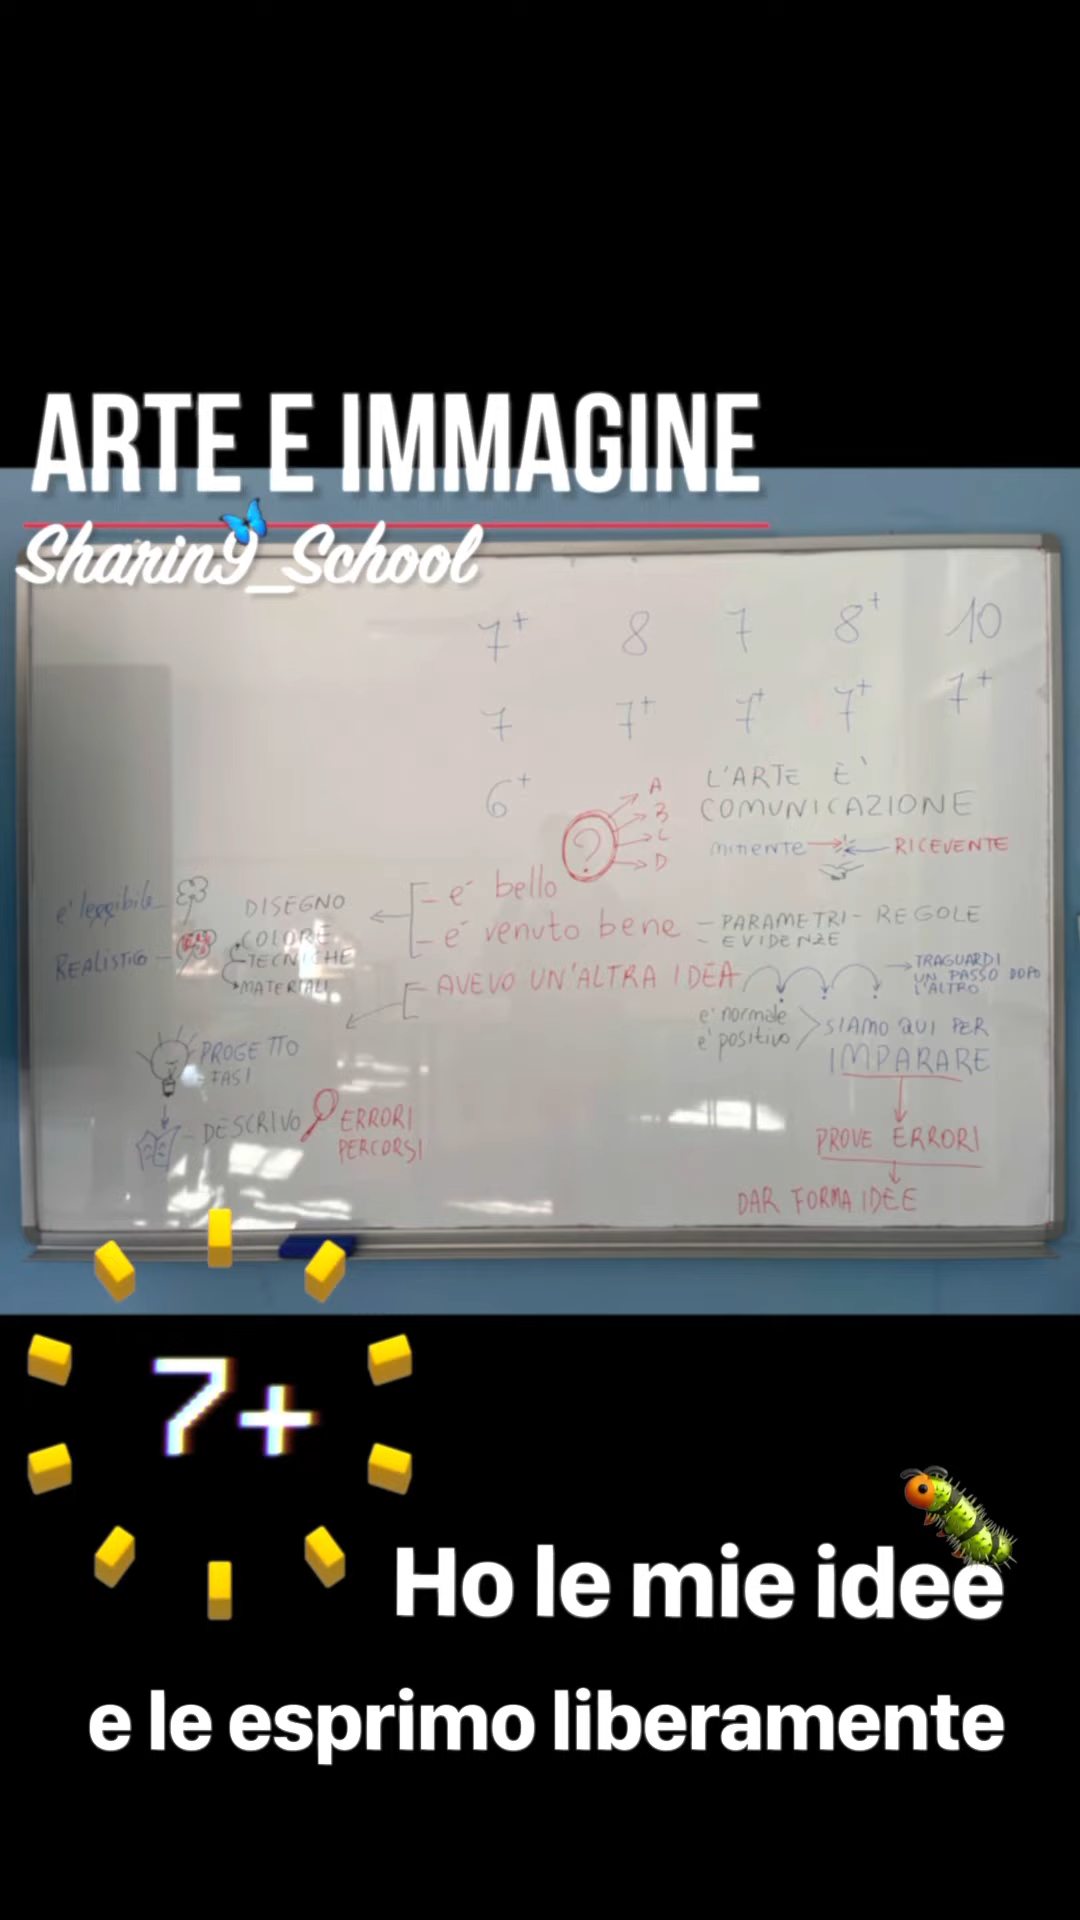 ARTE E IMMAGINE
Sharing_School
7+ 8 7 8+ 10
7 7+ 7+ 7+ 7+
6+
? A
B
C
D
L'ARTE E'
COMUNICAZIONE
mittente RICEVENTE
- e' bello
- e' venuto bene - PARAMETRI - REGOLE
- EVIDENZE
- AVEVO UN'ALTRA IDEA
TRAGUARDI
UN PASSO DOPO
L'ALTRO
e' normale
e' positivo
SIAMO QUI PER
IMPARARE
PROVE ERRORI
DAR FORMA IDEE
e' leggibile
REALISTICO
DISEGNO
COLORE
TECNICHE
MATERIALI
PROGETTO
- FASI
- DESCRIVO
ERRORI
PERCORSI
7+
Ho le mie idee
e le esprimo liberamente